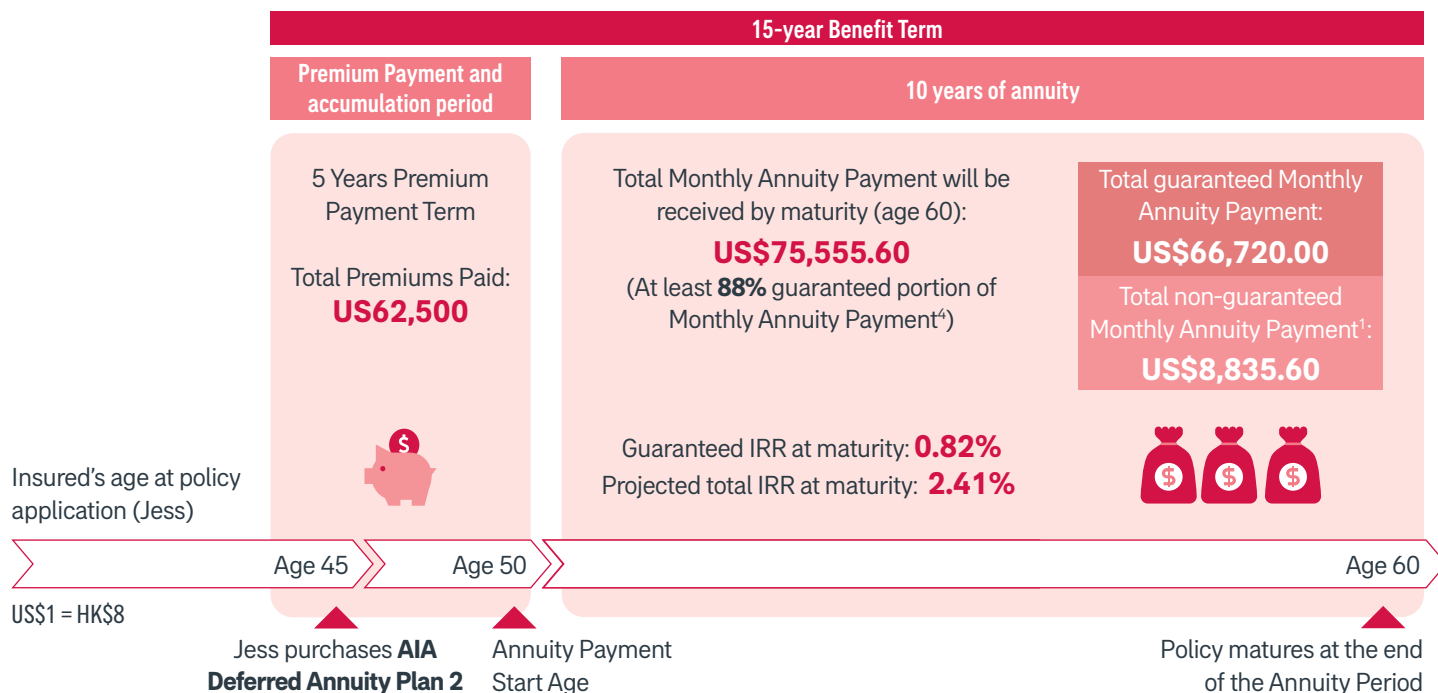 15-year Benefit Term
Premium Payment and
accumulation period
10 years of annuity
5 Years Premium
Payment Term
Total Premiums Paid:
US62,500
Total Monthly Annuity Payment will be
received by maturity (age 60):
US$75,555.60
(At least 88% guaranteed portion of
Monthly Annuity Payment⁴)
Total guaranteed Monthly
Annuity Payment:
US$66,720.00
Total non-guaranteed
Monthly Annuity Payment¹:
US$8,835.60
$
Guaranteed IRR at maturity: 0.82%
Projected total IRR at maturity: 2.41%
$ $ $
Insured's age at policy
application (Jess)
Age 45
Age 50
Age 60
US$1 = HK$8
Jess purchases AIA
Deferred Annuity Plan 2
Annuity Payment
Start Age
Policy matures at the end
of the Annuity Period